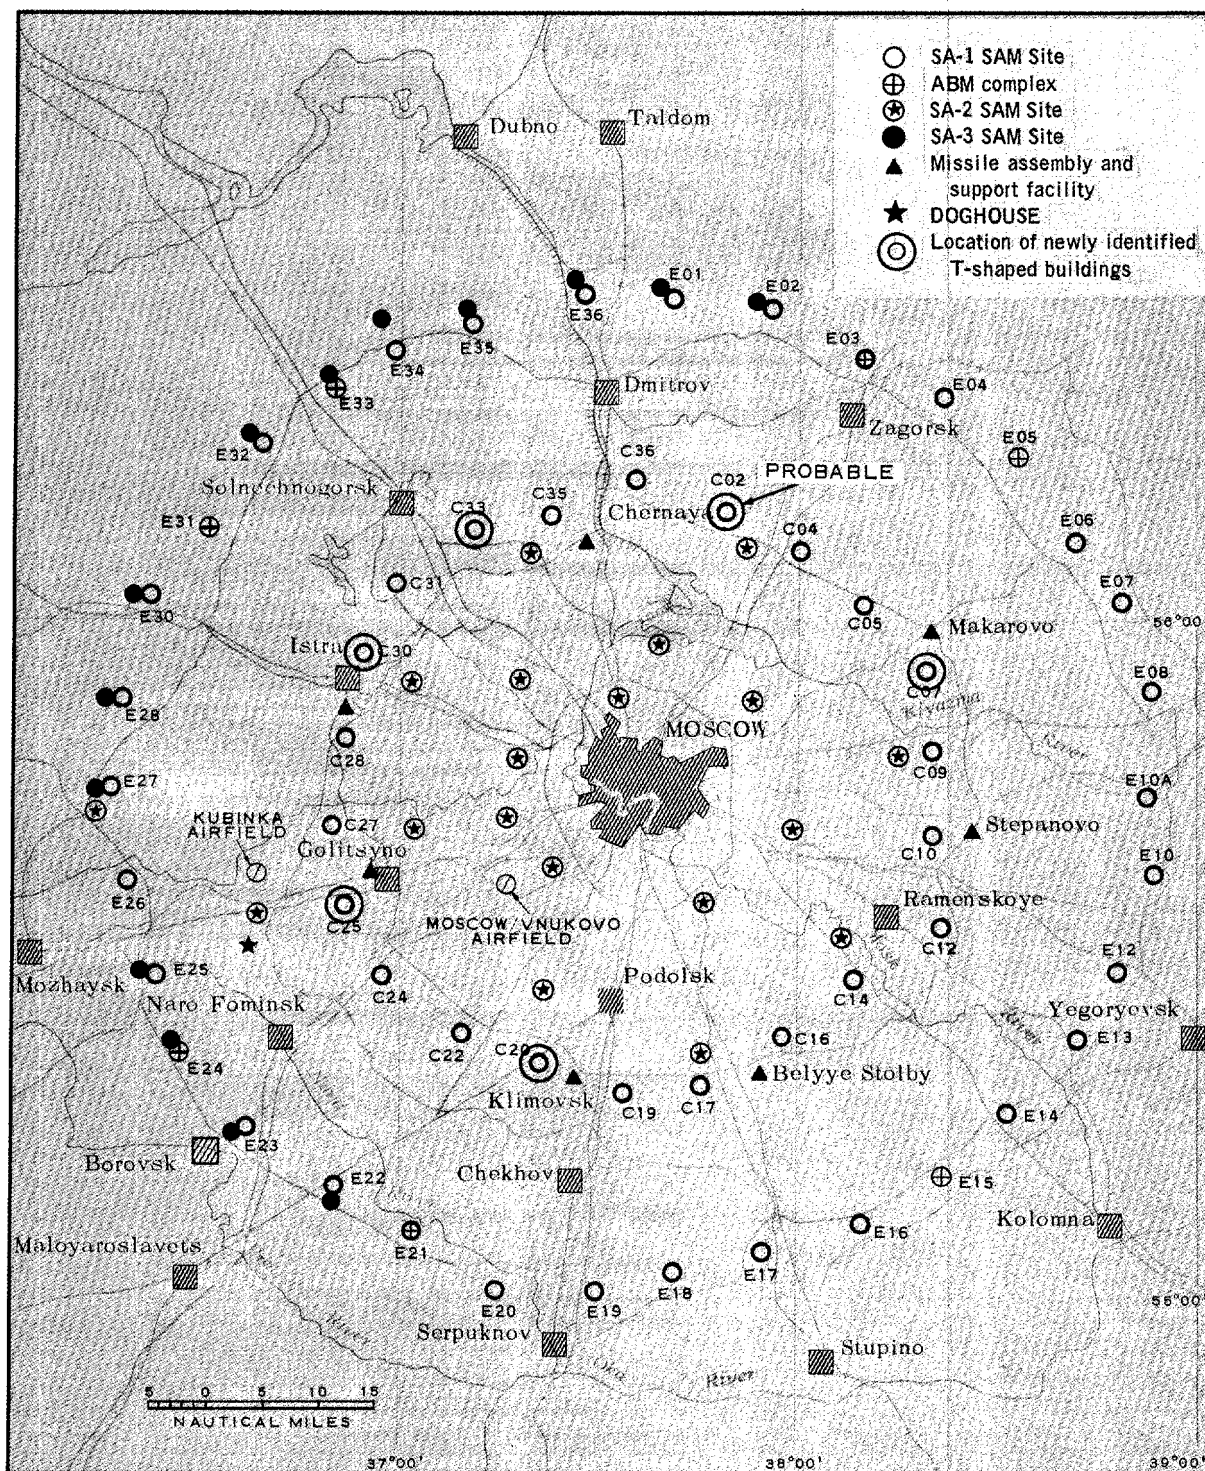 SA-1 SAM Site
ABM complex
SA-2 SAM Site
SA-3 SAM Site
Missile assembly and
support facility
DOGHOUSE
Location of newly identified
T-shaped buildings
Dubno
Taldom
E36
E01
E02
E35
E34
E03
E33
Dmitrov
E04
Zagorsk
E32
E05
C36
PROBABLE
Solnechnogorsk
C33
C35
C02
Chernaya
E31
C04
E06
C31
E07
E30
C05
Makarovo
56°00'
Istra
C30
E08
C07
Klyazma
River
E28
MOSCOW
C28
C09
E27
E10A
KUBINKA
AIRFIELD
C27
Stepanovo
Golitsyno
C10
E10
E26
C25
MOSCOW/VNUKOVO
AIRFIELD
Ramenskoye
C12
E12
Mozhaysk
E25
Naro Fominsk
C24
Podolsk
C14
Yegoryevsk
River
E24
C22
C20
C16
E13
Klimovsk
C19
C17
Belyye Stolby
E23
E14
Borovsk
E22
Chekhov
E15
E21
E16
Kolomna
Maloyaroslavets
E17
E18
E20
E19
Serpuknov
River
Stupino
Oka
River
55°00'
5 0 5 10 15
NAUTICAL MILES
37°00'
38°00'
39°00'